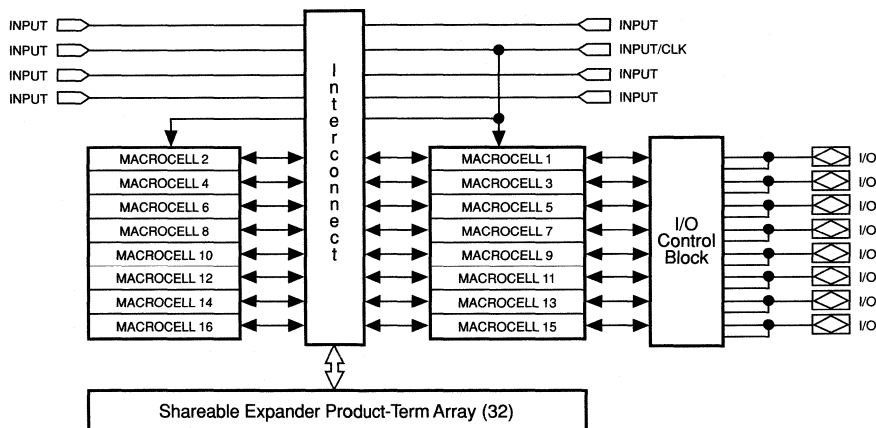 INPUT
INPUT
INPUT
INPUT
INPUT
INPUT/CLK
INPUT
INPUT
Interconnect
MACROCELL 2
MACROCELL 4
MACROCELL 6
MACROCELL 8
MACROCELL 10
MACROCELL 12
MACROCELL 14
MACROCELL 16
MACROCELL 1
MACROCELL 3
MACROCELL 5
MACROCELL 7
MACROCELL 9
MACROCELL 11
MACROCELL 13
MACROCELL 15
I/O
Control
Block
I/O
I/O
I/O
I/O
I/O
I/O
I/O
I/O
Shareable Expander Product-Term Array (32)